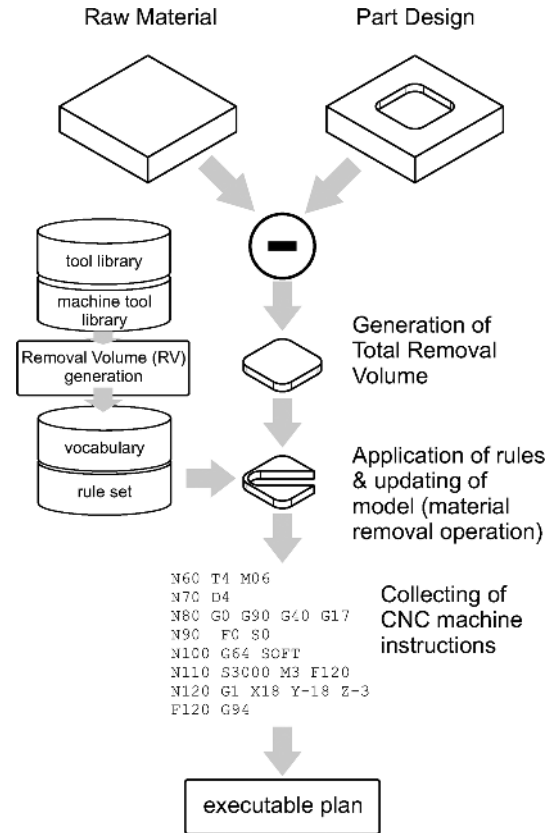 Raw Material
Part Design
tool library
machine tool
library
Removal Volume (RV)
generation
vocabulary
rule set
Generation of
Total Removal
Volume
Application of rules
& updating of
model (material
removal operation)
N60 T4 M06
N70 D4
N80 G0 G90 G40 G17
N90 F0 S0
N100 G64 SOFT
N110 S3000 M3 F120
N120 G1 X18 Y-18 Z-3
F120 G94
Collecting of
CNC machine
instructions
executable plan